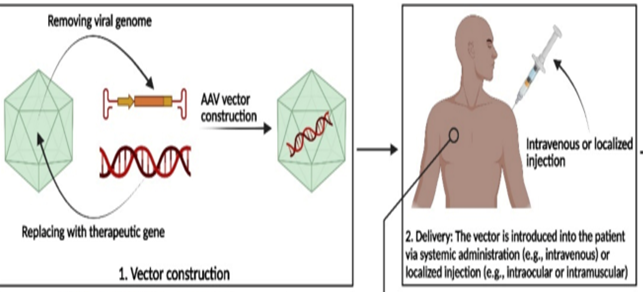 Removing viral genome
AAV vector
construction
Replacing with therapeutic gene
1. Vector construction
Intravenous or localized
injection
2. Delivery: The vector is introduced into the patient
via systemic administration (e.g., intravenous) or
localized injection (e.g., intraocular or intramuscular)